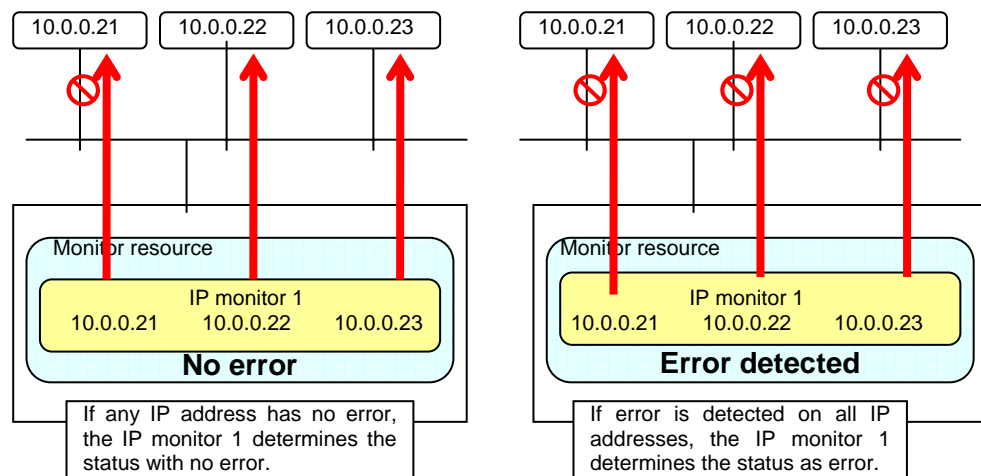 10.0.0.21 10.0.0.22 10.0.0.23
Monitor resource
IP monitor 1
10.0.0.21 10.0.0.22 10.0.0.23
No error
If any IP address has no error,
the IP monitor 1 determines the
status with no error.
10.0.0.21 10.0.0.22 10.0.0.23
Monitor resource
IP monitor 1
10.0.0.21 10.0.0.22 10.0.0.23
Error detected
If error is detected on all IP
addresses, the IP monitor 1
determines the status as error.